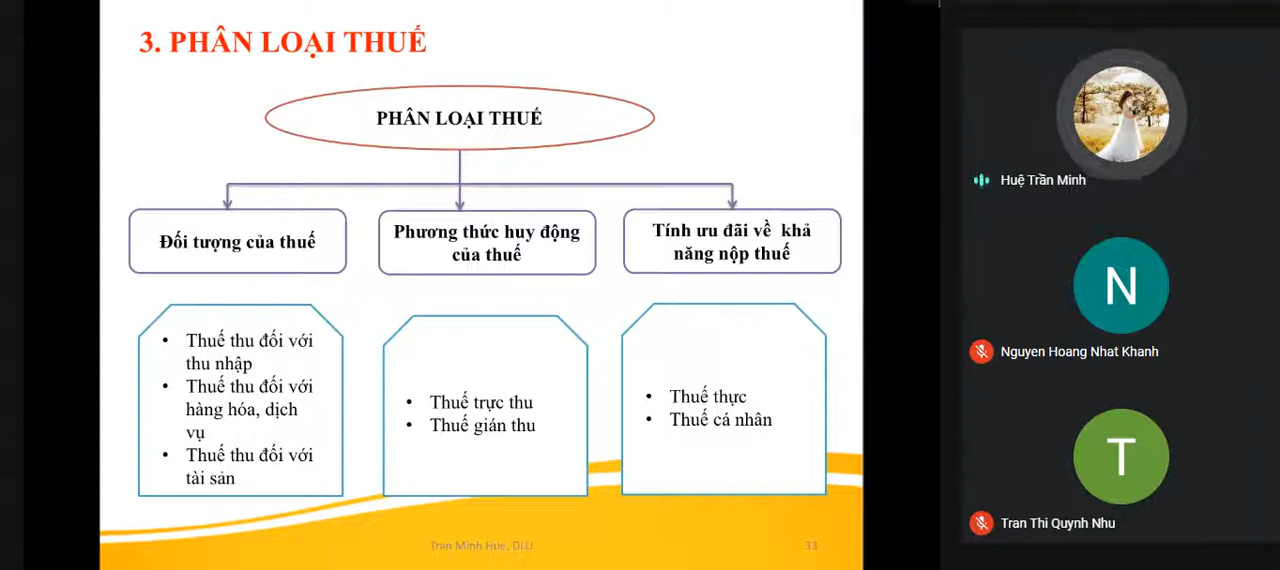 3. PHÂN LOẠI THUẾ
PHÂN LOẠI THUẾ
Đối tượng của thuế
Phương thức huy động
của thuế
Tính ưu đãi về khả
năng nộp thuế
• Thuế thu đối với
thu nhập
• Thuế thu đối với
hàng hóa, dịch
vụ
• Thuế thu đối với
tài sản
• Thuế trực thu
• Thuế gián thu
• Thuế thực
• Thuế cá nhân
Tran Minh Hue, DLU
33
Huệ Trần Minh
N
Nguyen Hoang Nhat Khanh
T
Tran Thi Quynh Nhu